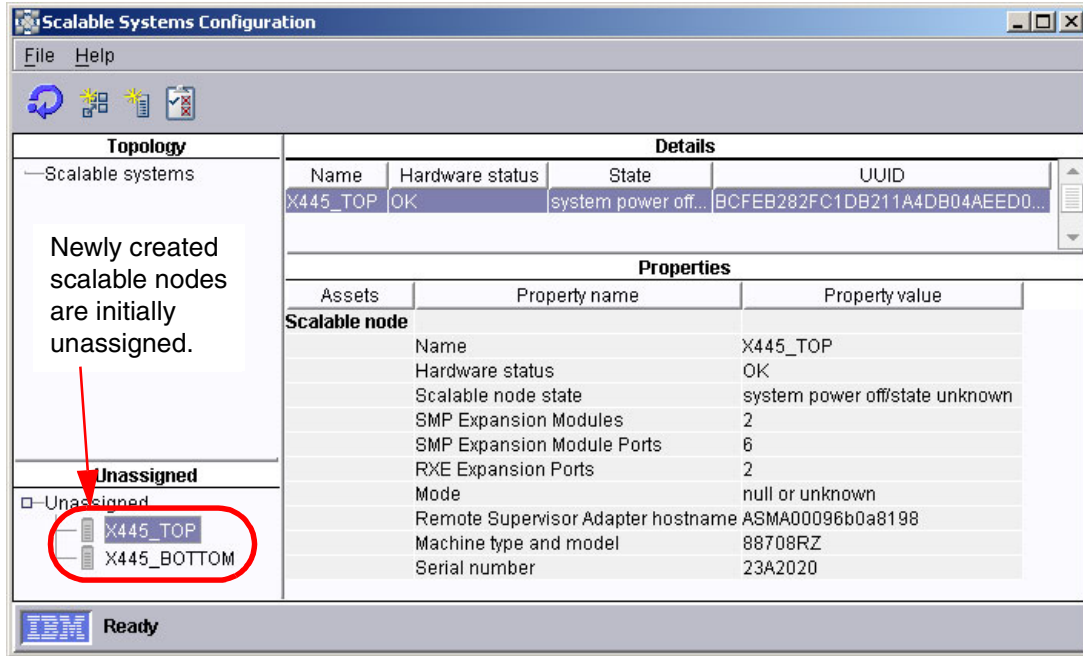 Scalable Systems Configuration
File Help
Topology
Scalable systems
Newly created
scalable nodes
are initially
unassigned.
Unassigned
Unassigned
X445_TOP
X445_BOTTOM
Details
Name Hardware status State UUID
X445_TOP OK system power off... BCFEB282FC1DB211A4DB04AEED0...
Properties
Assets Property name Property value
Scalable node
Name X445_TOP
Hardware status OK
Scalable node state system power off/state unknown
SMP Expansion Modules 2
SMP Expansion Module Ports 6
RXE Expansion Ports 2
Mode null or unknown
Remote Supervisor Adapter hostname ASMA00096b0a8198
Machine type and model 88708RZ
Serial number 23A2020
IBM Ready